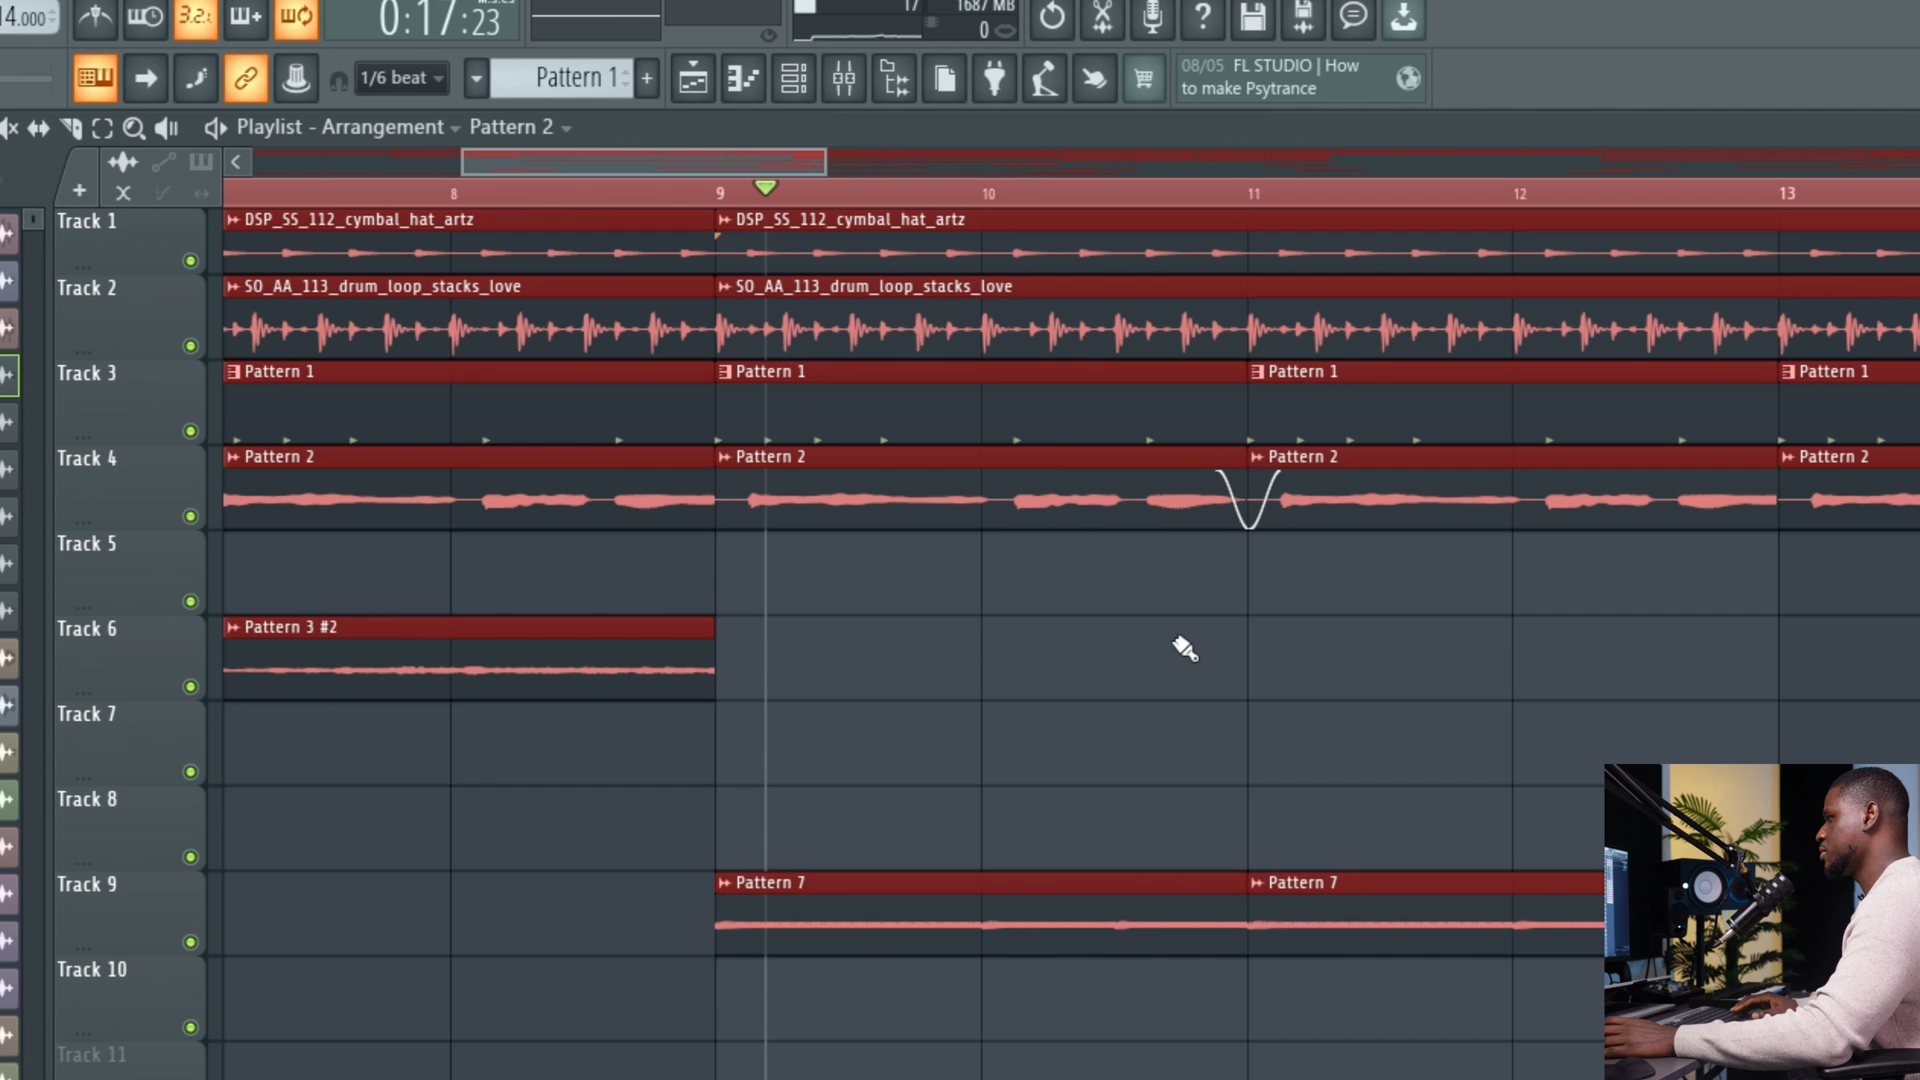 14.000
3.2.
0:17:23
M:S:CS
17
1687 MB
0
1/6 beat
Pattern 1
+
08/05 FL STUDIO | How
to make Psytrance
Playlist - Arrangement
Pattern 2
8
9
10
11
12
13
Track 1
DSP_SS_112_cymbal_hat_artz
DSP_SS_112_cymbal_hat_artz
Track 2
SO_AA_113_drum_loop_stacks_love
SO_AA_113_drum_loop_stacks_love
Track 3
Pattern 1
Pattern 1
Pattern 1
Pattern 1
Track 4
Pattern 2
Pattern 2
Pattern 2
Pattern 2
Track 5
Track 6
Pattern 3 #2
Track 7
Track 8
Track 9
Pattern 7
Pattern 7
Track 10
Track 11